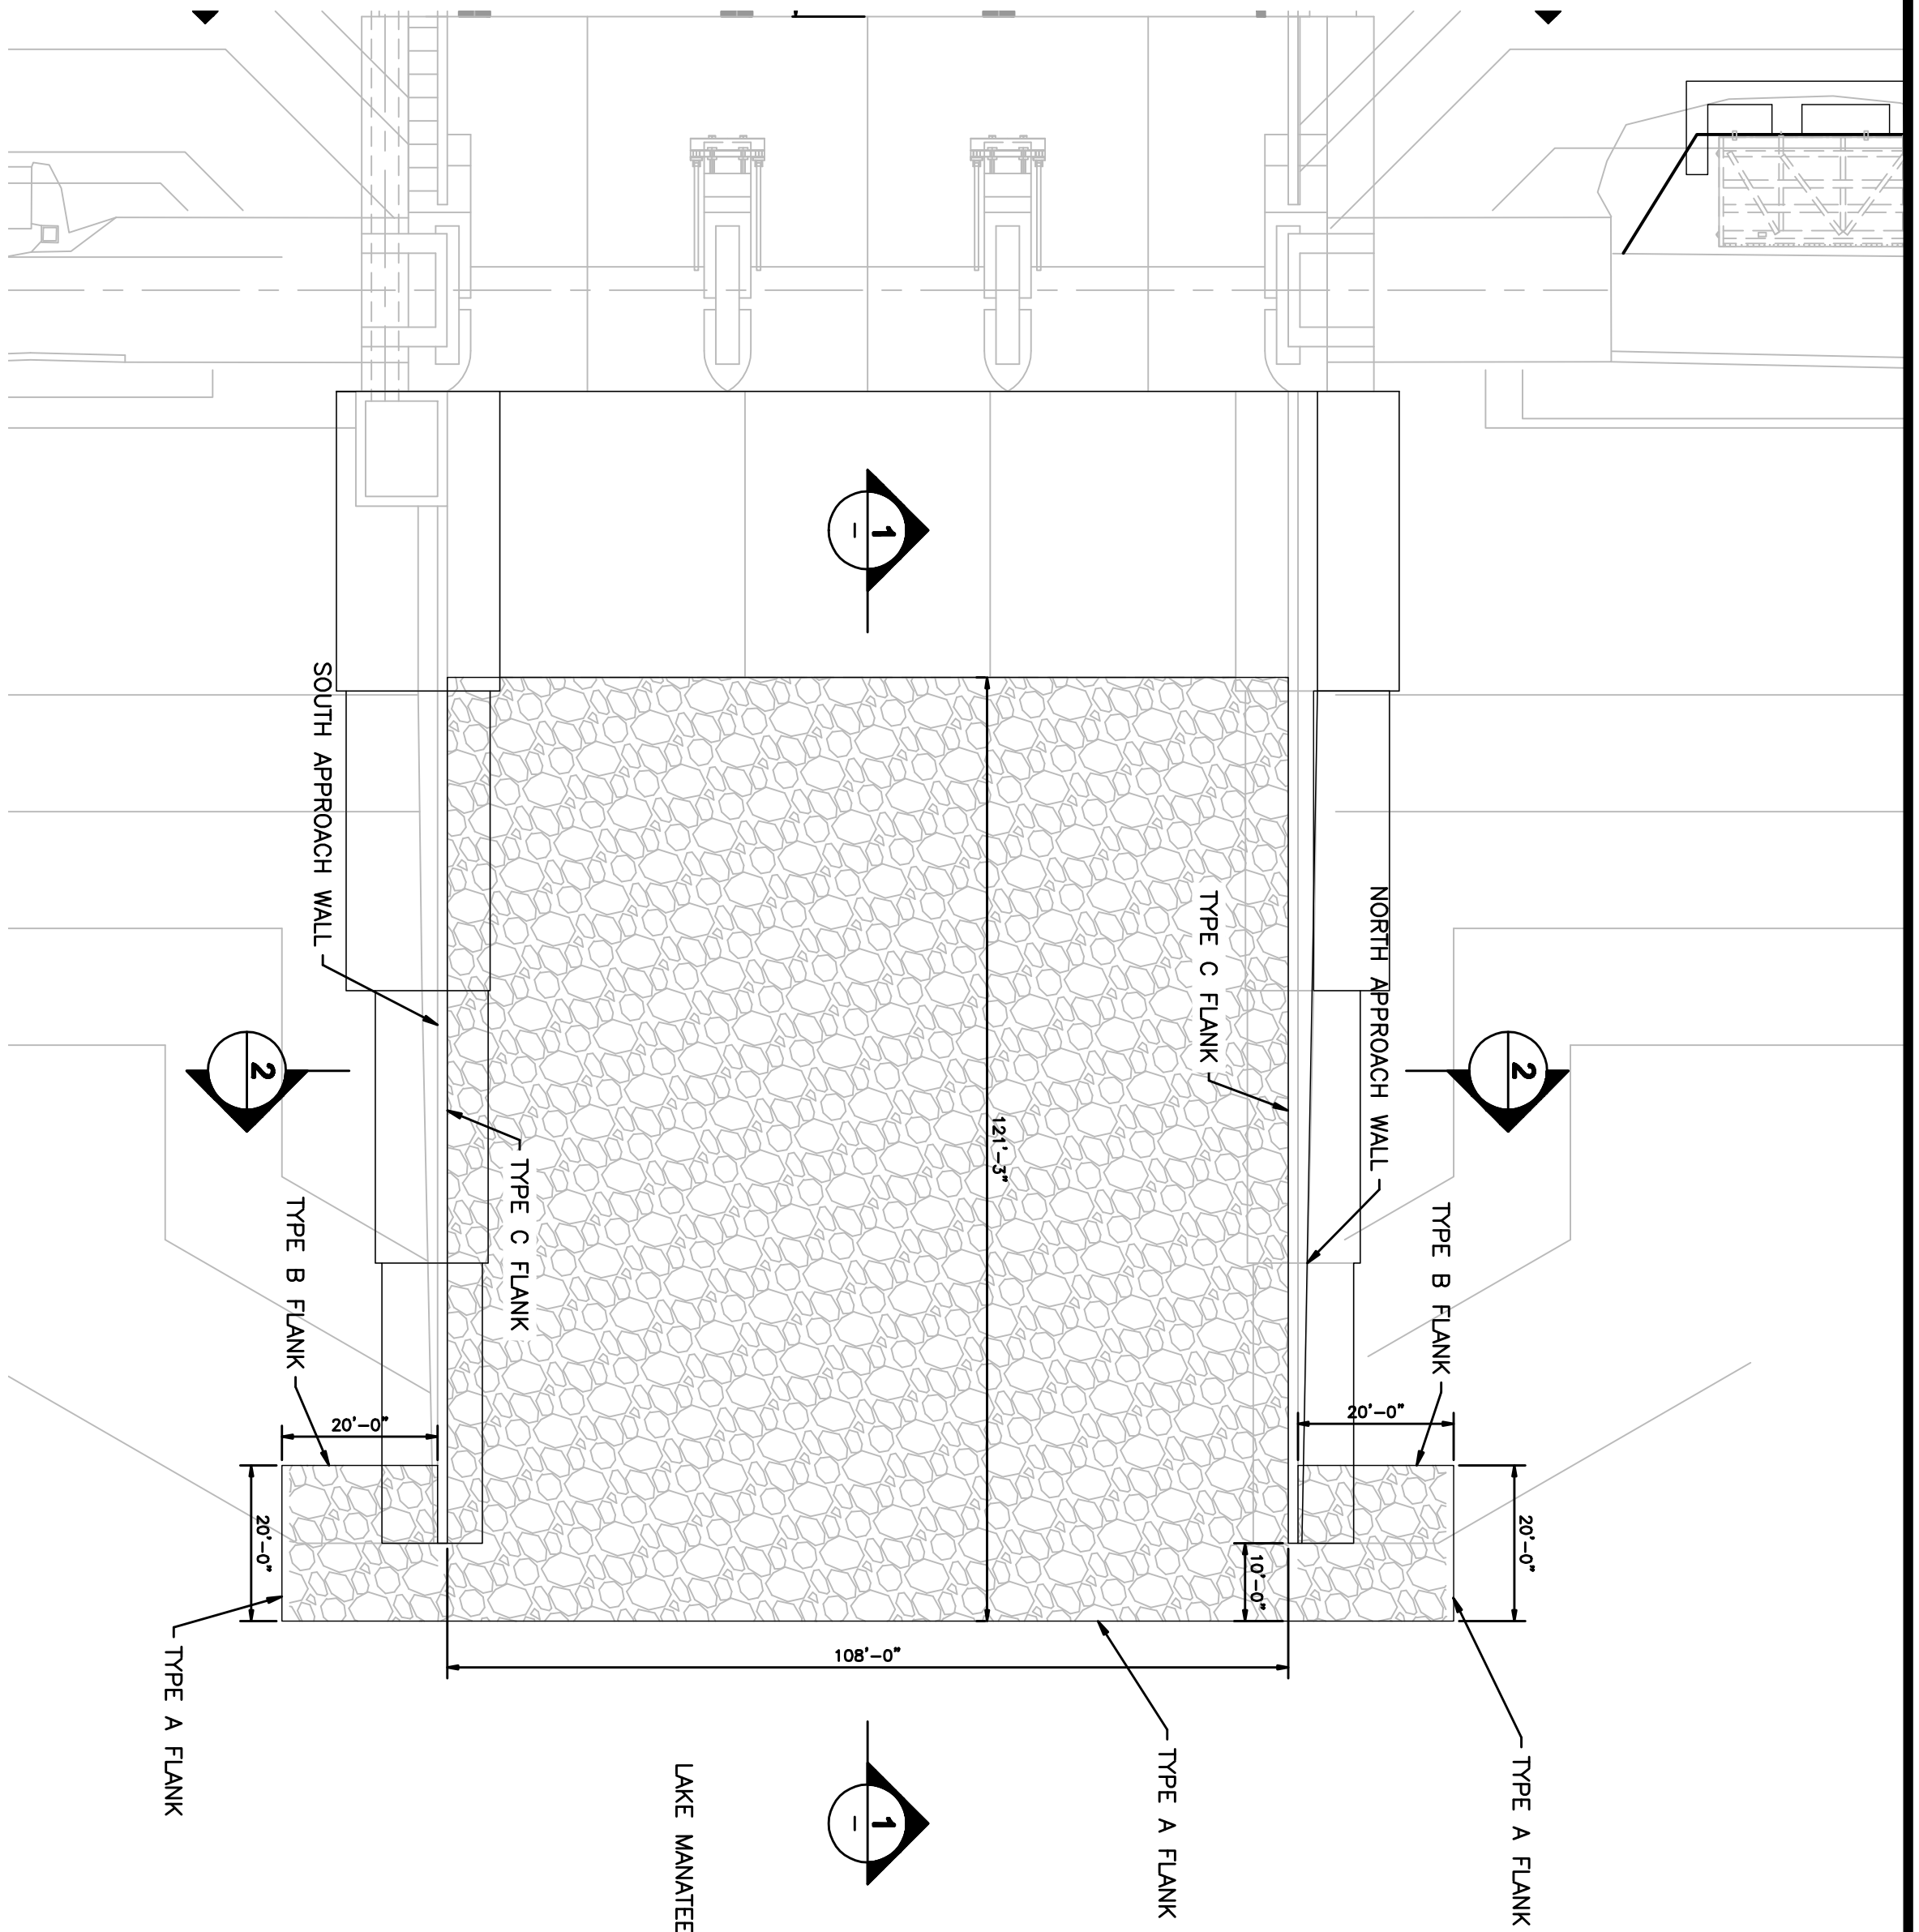 1
–
SOUTH APPROACH WALL
TYPE C FLANK
NORTH APPROACH WALL
2
2
121'-3"
TYPE C FLANK
TYPE B FLANK
TYPE B FLANK
20'-0"
20'-0"
20'-0"
20'-0"
10'-0"
108'-0"
TYPE A FLANK
TYPE A FLANK
TYPE A FLANK
1
–
LAKE MANATEE